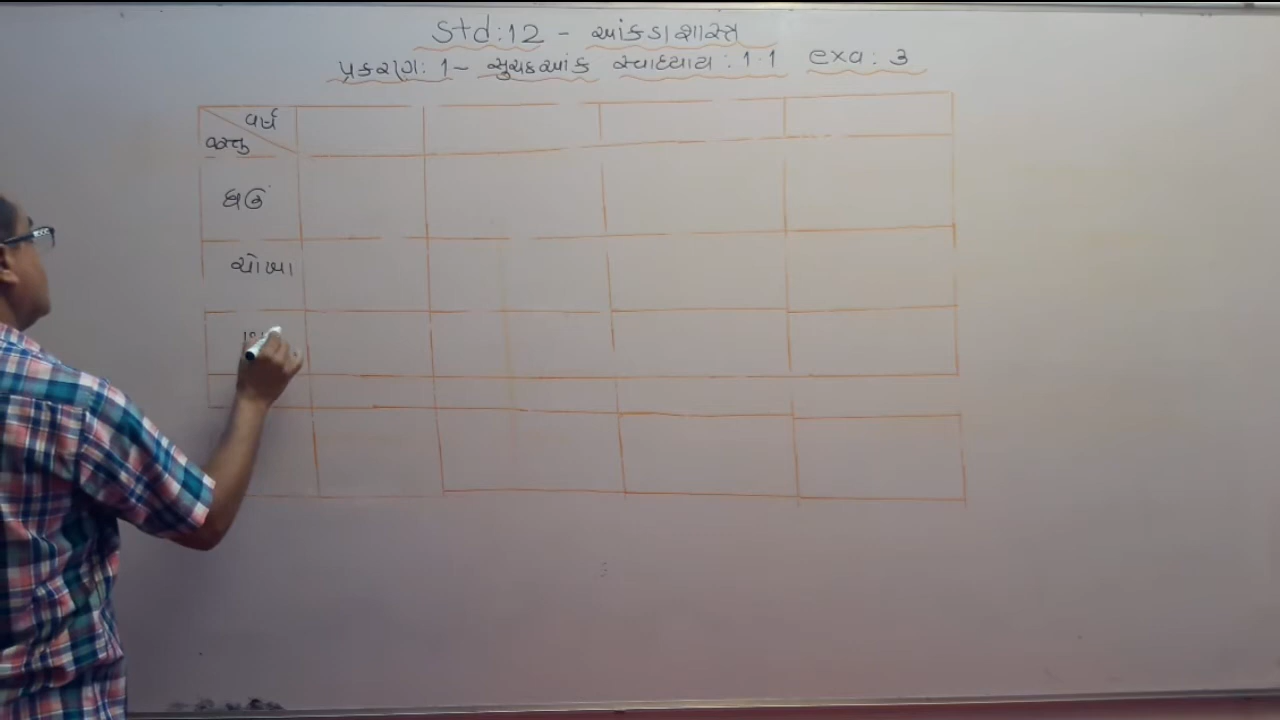 Std:12 - આંકડાશાસ્ત્ર
પ્રકરણ: 1 - સુચકઆંક સ્વાધ્યાય : 1.1 exa : 3
વર્ષ
વસ્તુ
ઘઉં
ચોખા